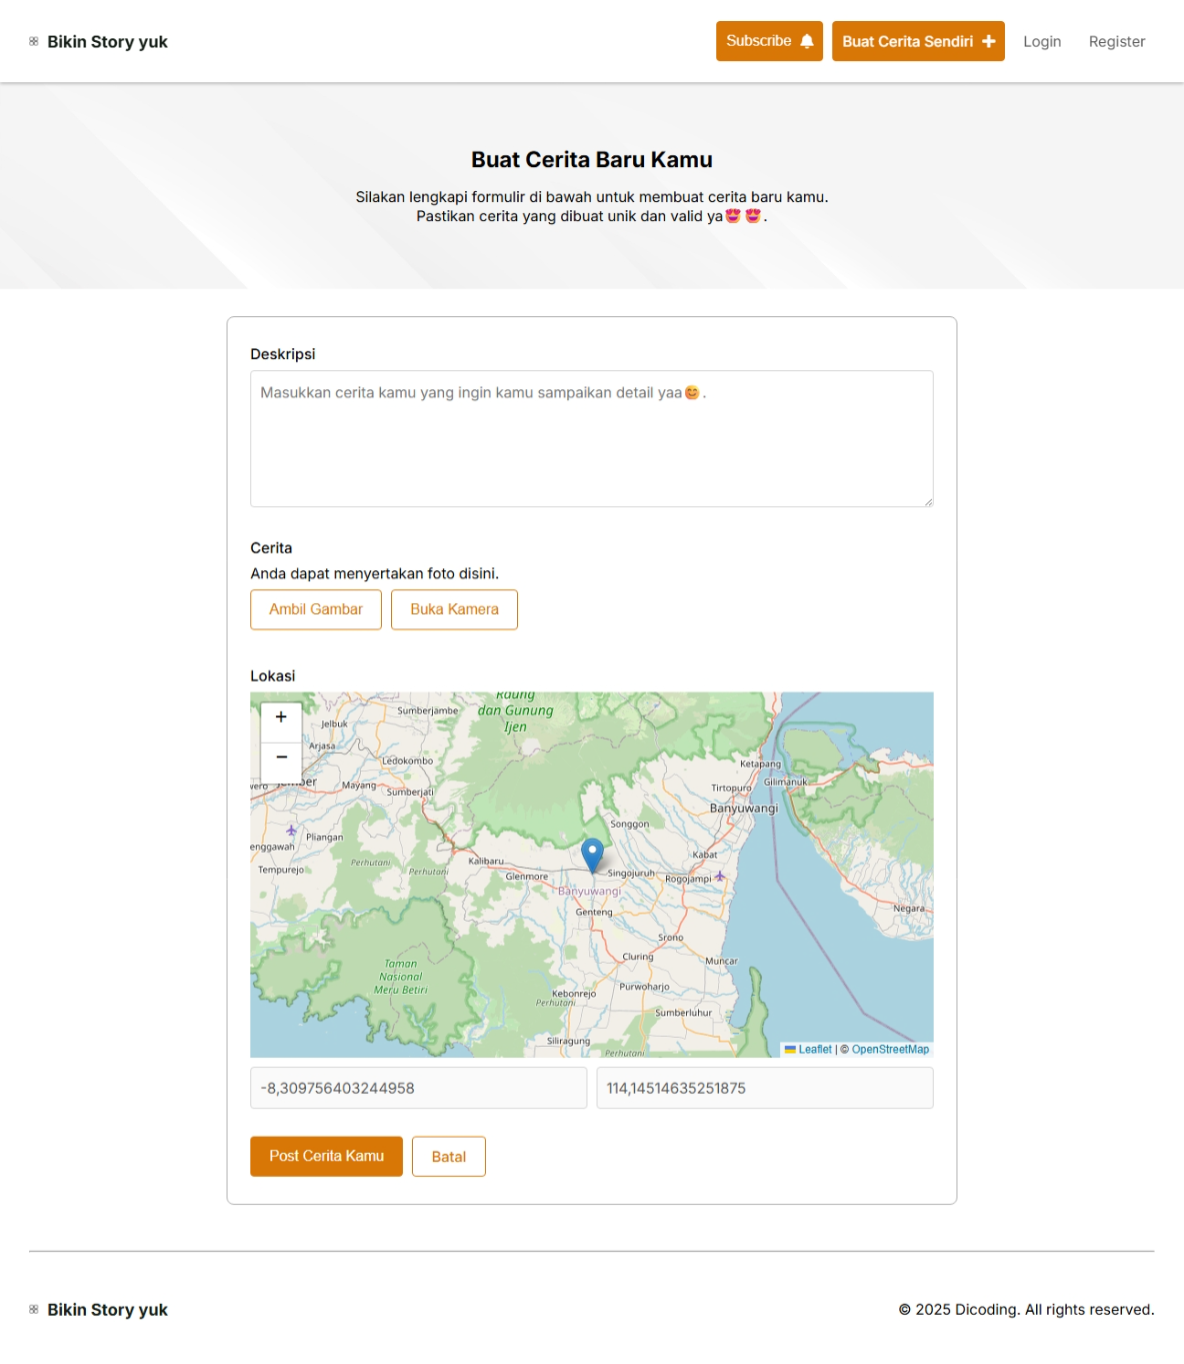 Bikin Story yuk
Subscribe
Buat Cerita Sendiri
Login
Register
Buat Cerita Baru Kamu
Silakan lengkapi formulir di bawah untuk membuat cerita baru kamu.
Pastikan cerita yang dibuat unik dan valid ya😍😍.
Deskripsi
Masukkan cerita kamu yang ingin kamu sampaikan detail yaa😊.
Cerita
Anda dapat menyertakan foto disini.
Ambil Gambar
Buka Kamera
Lokasi
+
−
Raung
dan Gunung
Ijen
Sumberjambe
Jelbuk
Arjasa
Ledokombo
Mayang
Sumberjati
Ketapang
Gilimanuk
Tirtopuro
Banyuwangi
Songgon
Pliangan
enggawah
Tempurejo
Perhutani
Perhutani
Kalibaru
Glenmore
Kabat
Singojuruh
Rogojampi
Banyuwangi
Genteng
Negara
Srono
Cluring
Muncar
Taman
Nasional
Meru Betiri
Kebonrejo
Perhutani
Purwoharjo
Sumberluhur
Siliragung
Perhutani
Leaflet | © OpenStreetMap
-8,309756403244958
114,14514635251875
Post Cerita Kamu
Batal
Bikin Story yuk
© 2025 Dicoding. All rights reserved.